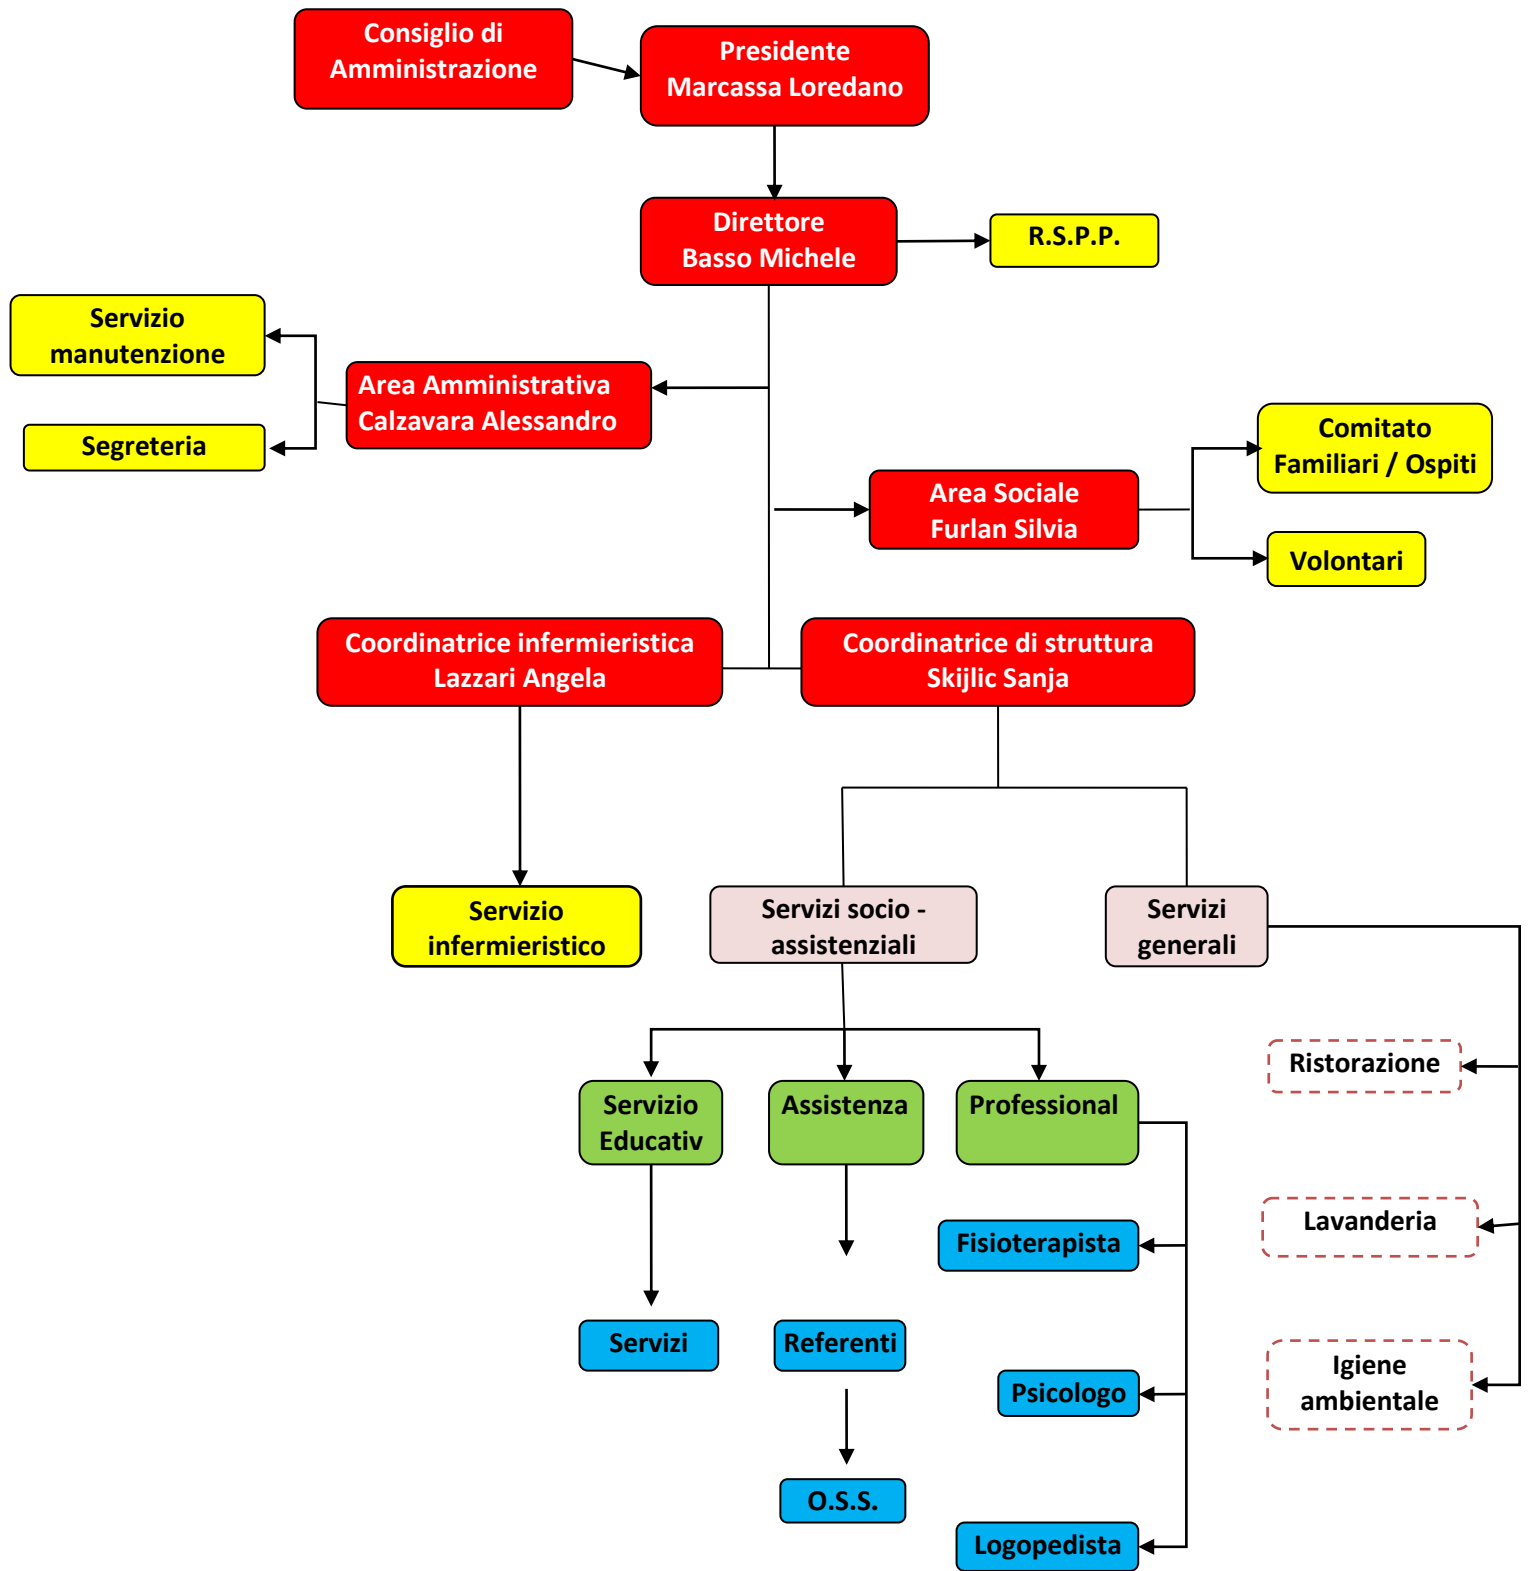 Consiglio di
Amministrazione
Presidente
Marcassa Loredano
Direttore
Basso Michele
R.S.P.P.
Servizio
manutenzione
Area Amministrativa
Calzavara Alessandro
Segreteria
Comitato
Familiari / Ospiti
Area Sociale
Furlan Silvia
Volontari
Coordinatrice infermieristica
Lazzari Angela
Coordinatrice di struttura
Skijlic Sanja
Servizio
infermieristico
Servizi socio -
assistenziali
Servizi
generali
Ristorazione
Servizio
Educativ
Assistenza
Professional
Lavanderia
Fisioterapista
Servizi
Referenti
Igiene
ambientale
Psicologo
O.S.S.
Logopedista